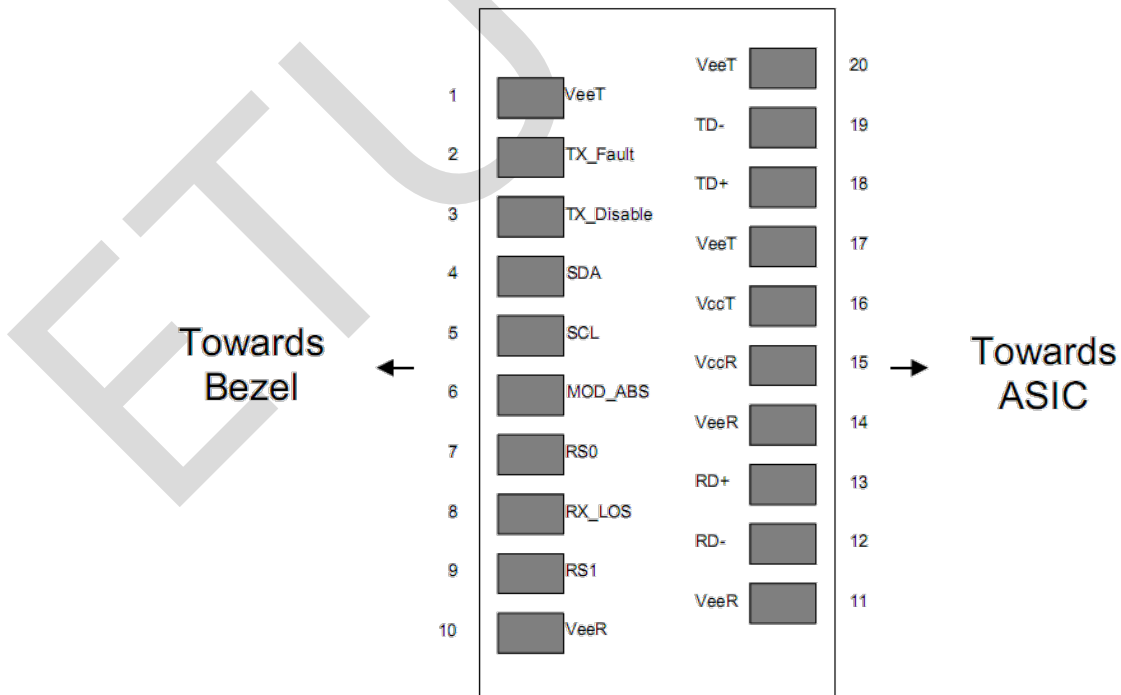 VeeT 20
1 VeeT
TD- 19
2 TX_Fault
TD+ 18
3 TX_Disable
VeeT 17
4 SDA
VccT 16
5 SCL
Towards
Bezel
VccR 15
Towards
ASIC
6 MOD_ABS
VeeR 14
7 RS0
RD+ 13
8 RX_LOS
RD- 12
9 RS1
VeeR 11
10 VeeR
ETU